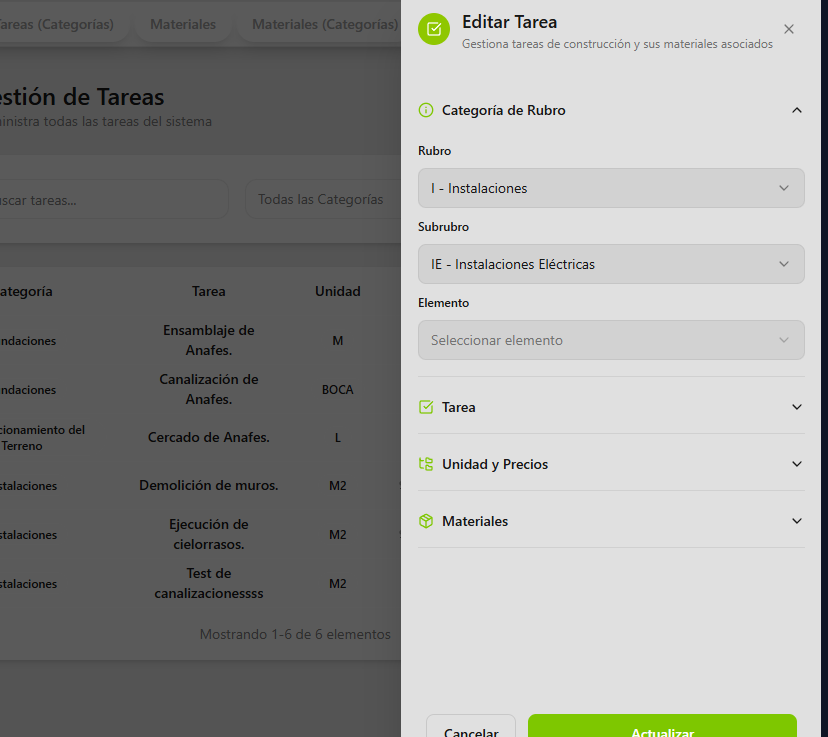 areas (Categorías)
Materiales
Materiales (Categorías)
stión de Tareas
ministra todas las tareas del sistema
scar tareas...
Todas las Categorías
ategoría
Tarea
Unidad
ndaciones
Ensamblaje de
Anafes.
M
ndaciones
Canalización de
Anafes.
BOCA
cionamiento del
Terreno
Cercado de Anafes.
L
stalaciones
Demolición de muros.
M2
stalaciones
Ejecución de
cielorrasos.
M2
stalaciones
Test de
canalizacionessss
M2
Mostrando 1-6 de 6 elementos
Editar Tarea
Gestiona tareas de construcción y sus materiales asociados
Categoría de Rubro
Rubro
I - Instalaciones
Subrubro
IE - Instalaciones Eléctricas
Elemento
Seleccionar elemento
Tarea
Unidad y Precios
Materiales
Cancelar
Actualizar